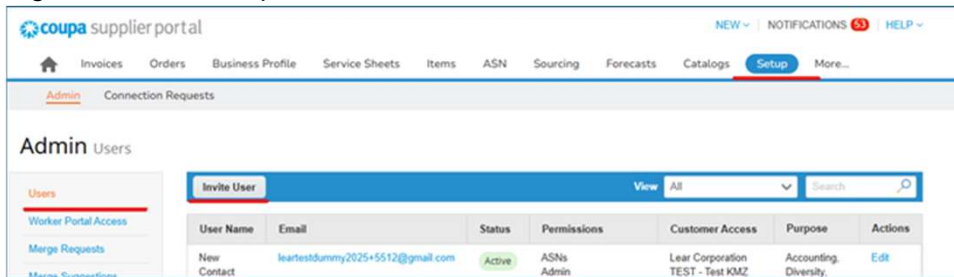 coupa supplier portal
NEW NOTIFICATIONS 53 HELP
Invoices Orders Business Profile Service Sheets Items ASN Sourcing Forecasts Catalogs Setup More...
Admin Connection Requests
Admin Users
Users
Invite User View All Search
Worker Portal Access
User Name Email Status Permissions Customer Access Purpose Actions
Merge Requests
New leartestdummy2025+5512@gmail.com Active ASNs Lear Corporation Accounting, Edit
Contact Admin TEST - Test KMZ Diversity,
Merge Suggestions